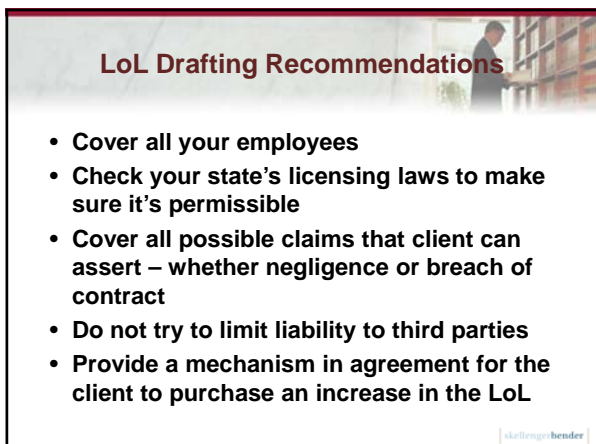 LoL Drafting Recommendations
• Cover all your employees
• Check your state's licensing laws to make
sure it's permissible
• Cover all possible claims that client can
assert – whether negligence or breach of
contract
• Do not try to limit liability to third parties
• Provide a mechanism in agreement for the
client to purchase an increase in the LoL
skellengerbender